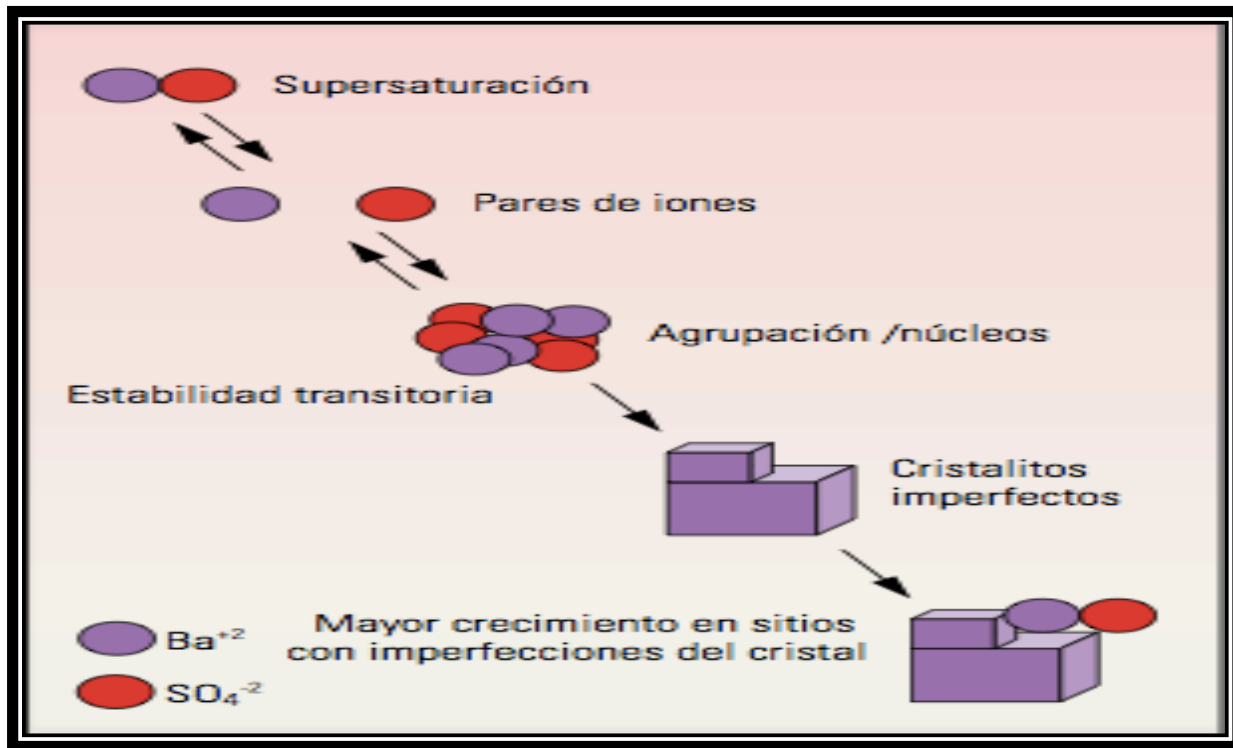 Supersaturación
Pares de iones
Agrupación /núcleos
Estabilidad transitoria
Cristalitos
imperfectos
Mayor crecimiento en sitios
con imperfecciones del cristal
Ba⁺²
SO₄⁻²